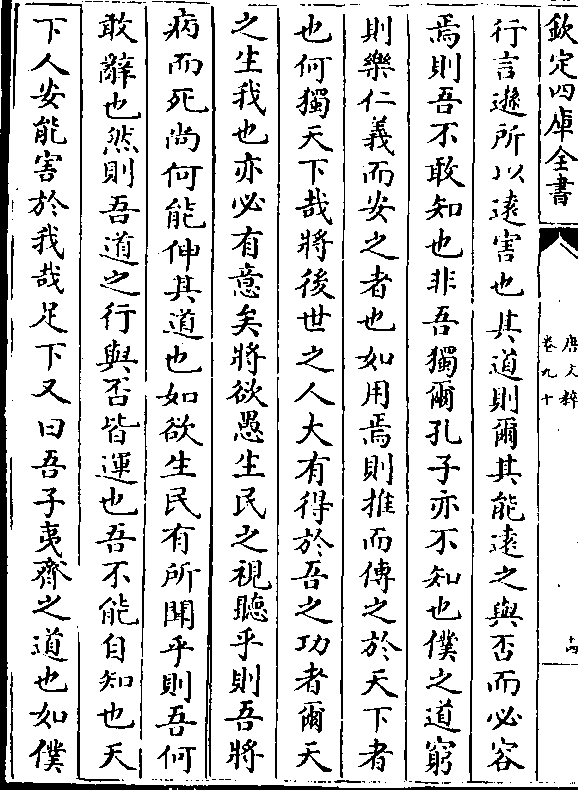 欽定四庫全書
唐文粹
卷九十
十四
行言遜所以遠害也其道則爾其能遠之與否而必容
焉則吾不敢知也非吾獨爾孔子亦不知也僕之道窮
則樂仁義而安之者也如用焉則推而傳之於天下者
也何獨天下哉將後世之人大有得於吾之功者爾天
之生我也亦必有意矣將欲愚生民之視聽乎則吾將
病而死尚何能伸其道也如欲生民有所聞乎則吾何
敢辭也然則吾道之行與否皆運也吾不能自知也天
下人安能害於我哉足下又曰吾子夷齊之道也如僕